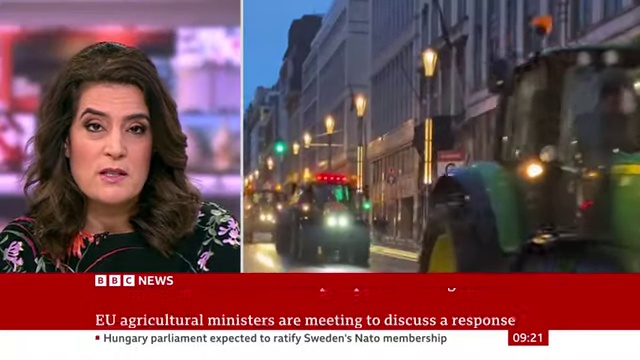 BBC NEWS
EU agricultural ministers are meeting to discuss a response
▪ Hungary parliament expected to ratify Sweden's Nato membership
09:21